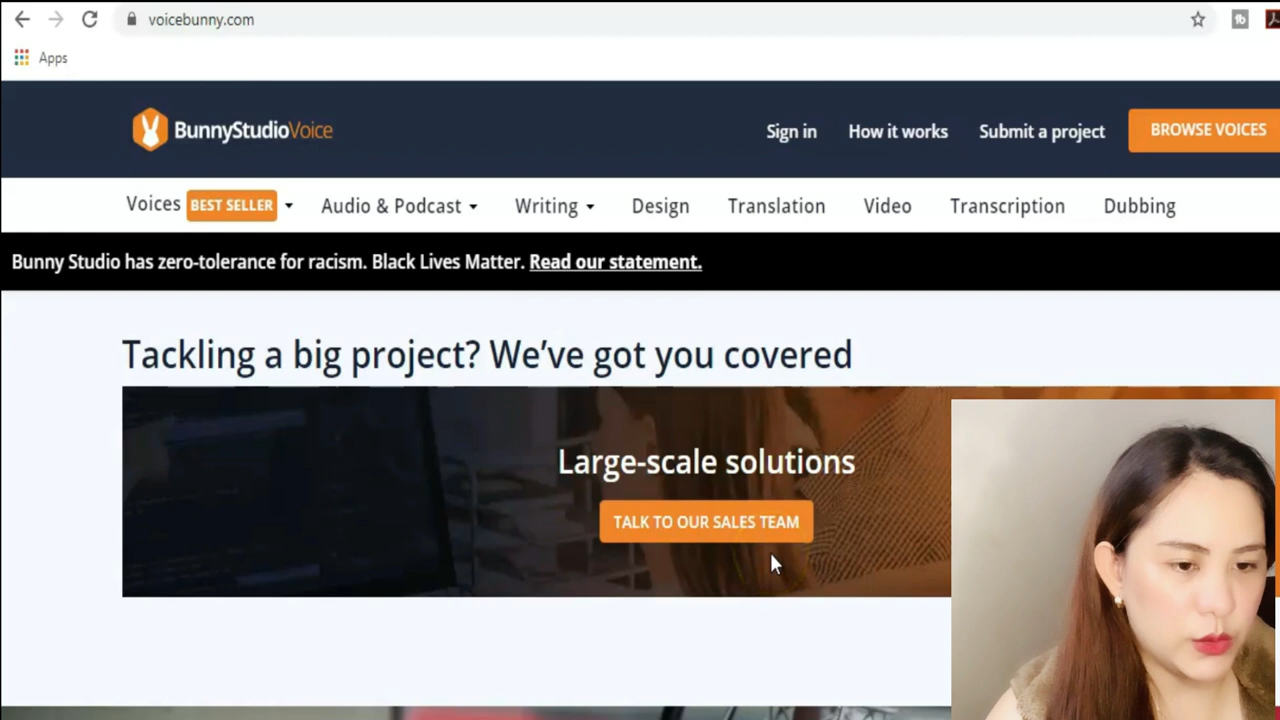 voicebunny.com
Apps
BunnyStudioVoice
Sign in How it works Submit a project BROWSE VOICES
Voices BEST SELLER Audio & Podcast Writing Design Translation Video Transcription Dubbing
Bunny Studio has zero-tolerance for racism. Black Lives Matter. Read our statement.
Tackling a big project? We've got you covered
Large-scale solutions
TALK TO OUR SALES TEAM